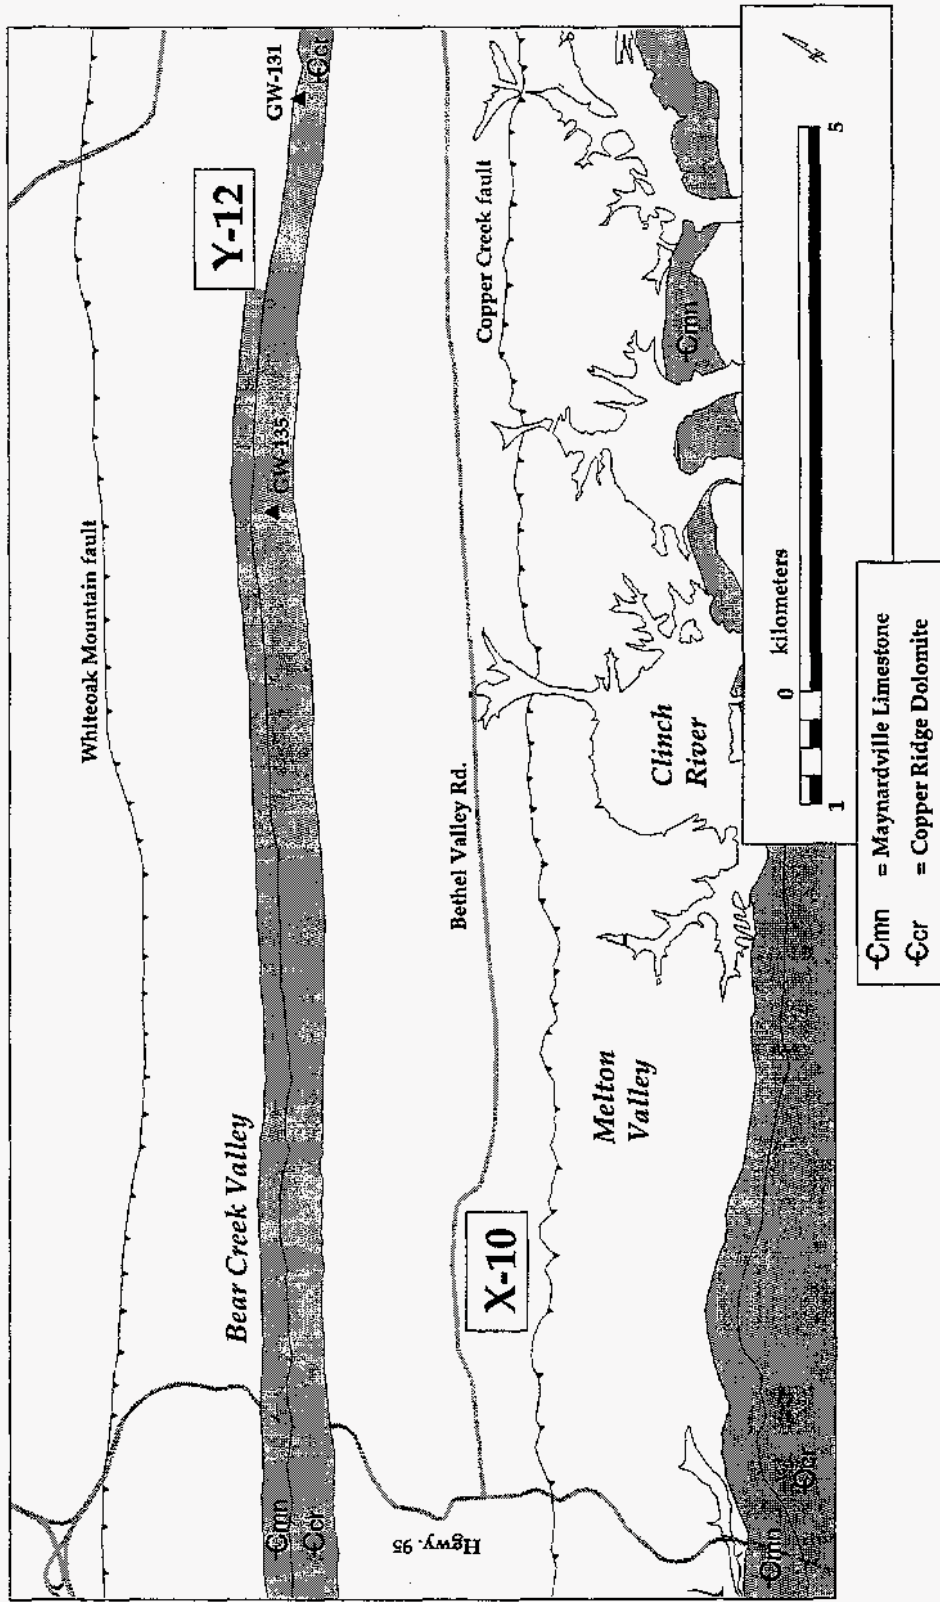 Whiteoak Mountain fault
Y-12
GW-131
Єcr
GW-135
Bear Creek Valley
Єmn
Єcr
Bethel Valley Rd.
Copper Creek fault
X-10
Hgwy. 95
Melton
Valley
Clinch
River
Єmn
Єmn
Єcr
kilometers
1 0 5
N
Єmn = Maynardville Limestone
Єcr = Copper Ridge Dolomite